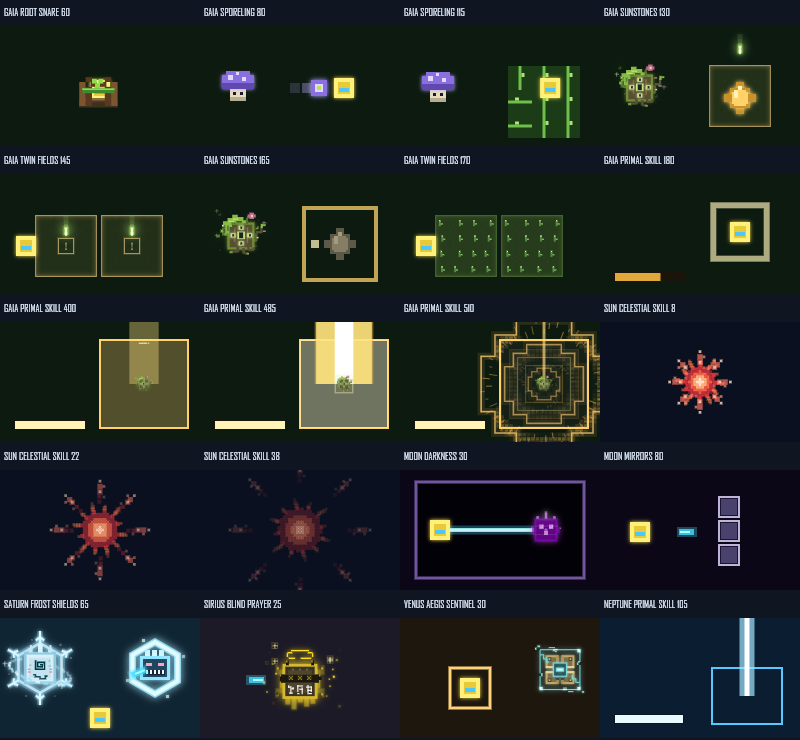 GAIA ROOT SNARE 60
GAIA SPORELING 80
GAIA SPORELING 115
GAIA SUNSTONES 130
GAIA TWIN FIELDS 145
GAIA SUNSTONES 165
GAIA TWIN FIELDS 170
GAIA PRIMAL SKILL 180
GAIA PRIMAL SKILL 400
GAIA PRIMAL SKILL 485
GAIA PRIMAL SKILL 510
SUN CELESTIAL SKILL 8
SUN CELESTIAL SKILL 22
SUN CELESTIAL SKILL 38
MOON DARKNESS 30
MOON MIRRORS 80
SATURN FROST SHIELDS 65
SIRIUS BLIND PRAYER 25
VENUS AEGIS SENTINEL 30
NEPTUNE PRIMAL SKILL 105